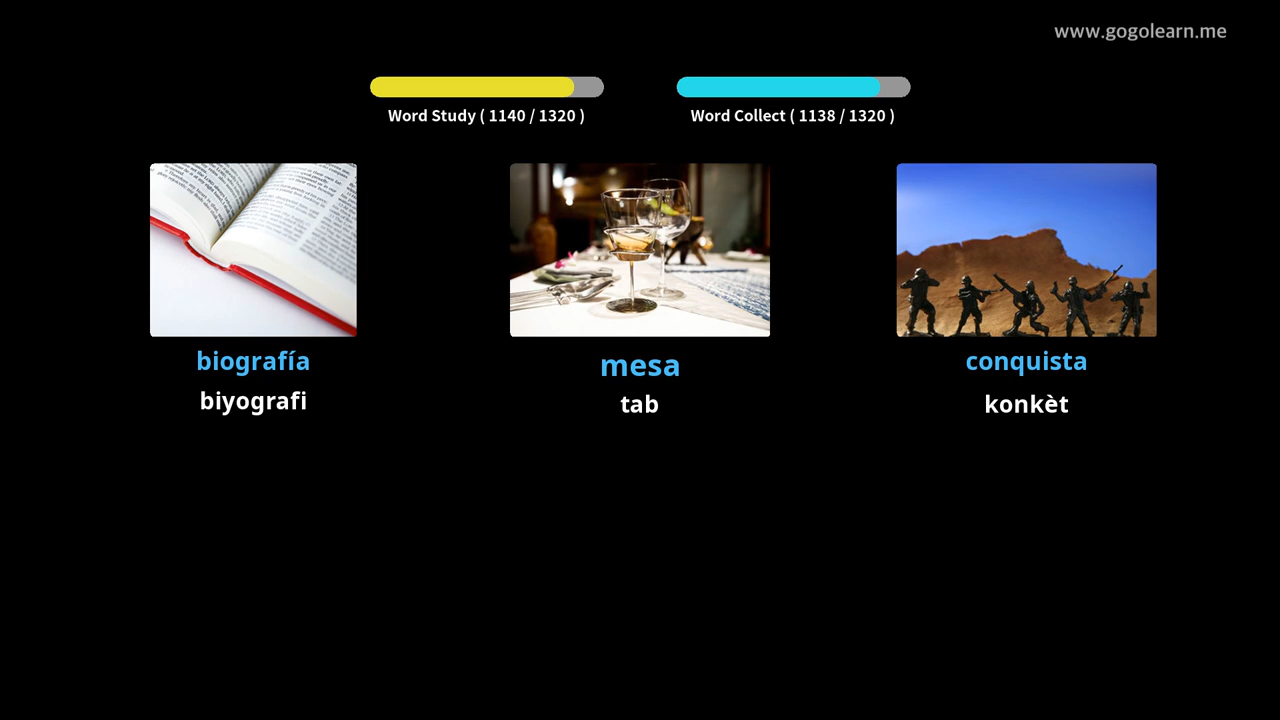 www.gogolearn.me
Word Study ( 1140 / 1320 )
Word Collect ( 1138 / 1320 )
biografía
biyografi
mesa
tab
conquista
konkèt